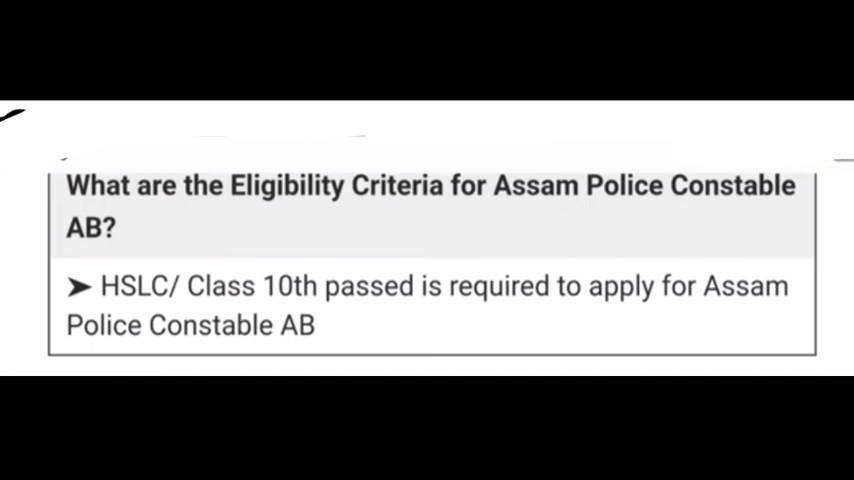 What are the Eligibility Criteria for Assam Police Constable
AB?
➤ HSLC/ Class 10th passed is required to apply for Assam
Police Constable AB